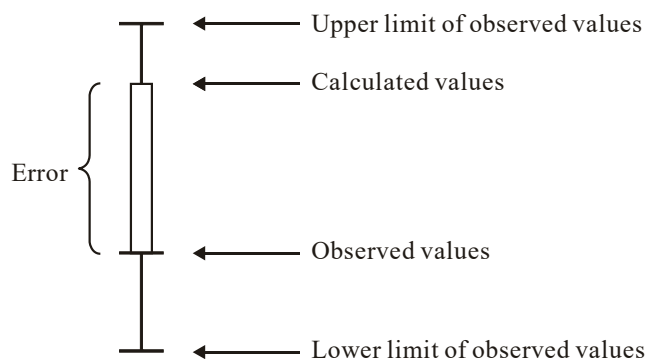 Upper limit of observed values
Calculated values
Error
Observed values
Lower limit of observed values